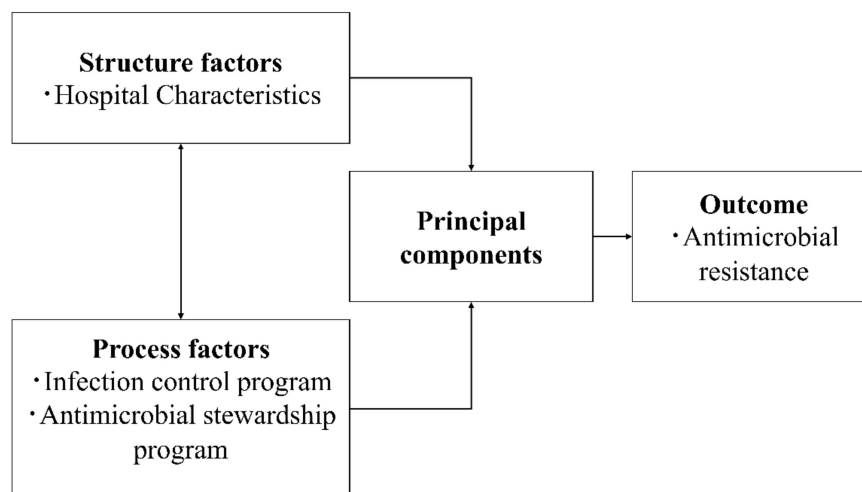 Structure factors
・Hospital Characteristics
Principal
components
Outcome
・Antimicrobial
resistance
Process factors
・Infection control program
・Antimicrobial stewardship
program